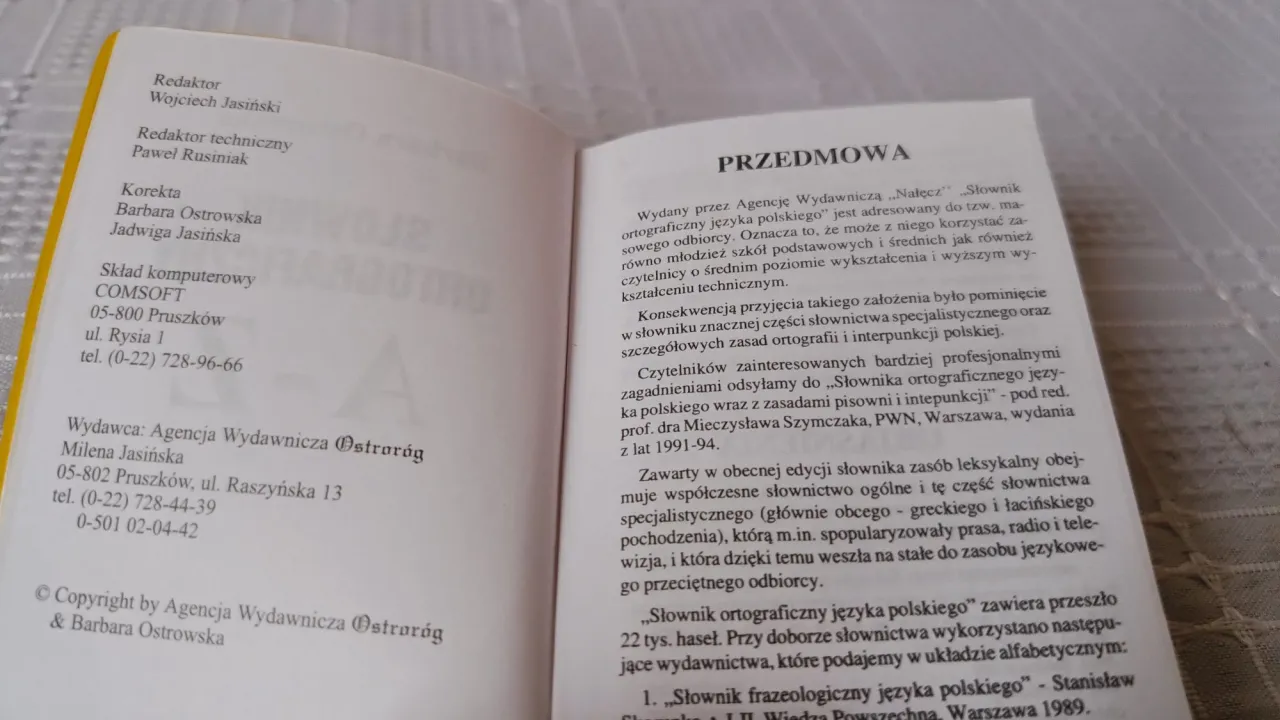 Redaktor
Wojciech Jasiński
Redaktor techniczny
Paweł Rusiniak
Korekta
Barbara Ostrowska
Jadwiga Jasińska
Skład komputerowy
COMSOFT
05-800 Pruszków
ul. Rysia 1
tel. (0-22) 728-96-66
Wydawca: Agencja Wydawnicza Ostroróg
Milena Jasińska
05-802 Pruszków, ul. Raszyńska 13
tel. (0-22) 728-44-39
0-501 02-04-42
© Copyright by Agencja Wydawnicza Ostroróg
& Barbara Ostrowska
PRZEDMOWA
Wydany przez Agencję Wydawniczą „Nałęcz” „Słownik
ortograficzny języka polskiego” jest adresowany do tzw. ma-
sowego odbiorcy. Oznacza to, że może z niego korzystać za-
równo młodzież szkół podstawowych i średnich jak również
czytelnicy o średnim poziomie wykształcenia i wyższym wy-
kształceniu technicznym.
Konsekwencją przyjęcia takiego założenia było pominięcie
w słowniku znacznej części słownictwa specjalistycznego oraz
szczegółowych zasad ortografii i interpunkcji polskiej.
Czytelników zainteresowanych bardziej profesjonalnymi
zagadnieniami odsyłamy do „Słownika ortograficznego języ-
ka polskiego wraz z zasadami pisowni i intepunkcji” - pod red.
prof. dra Mieczysława Szymczaka, PWN, Warszawa, wydania
z lat 1991-94.
Zawarty w obecnej edycji słownika zasób leksykalny obej-
muje współczesne słownictwo ogólne i tę część słownictwa
specjalistycznego (głównie obcego - greckiego i łacińskiego
pochodzenia), którą m.in. spopularyzowały prasa, radio i tele-
wizja, i która dzięki temu weszła na stałe do zasobu językowe-
go przeciętnego odbiorcy.
„Słownik ortograficzny języka polskiego” zawiera przeszło
22 tys. haseł. Przy doborze słownictwa wykorzystano następu-
jące wydawnictwa, które podajemy w układzie alfabetycznym:
1. „Słownik frazeologiczny języka polskiego” - Stanisław
Wiedza Powszechna, Warszawa 1989.